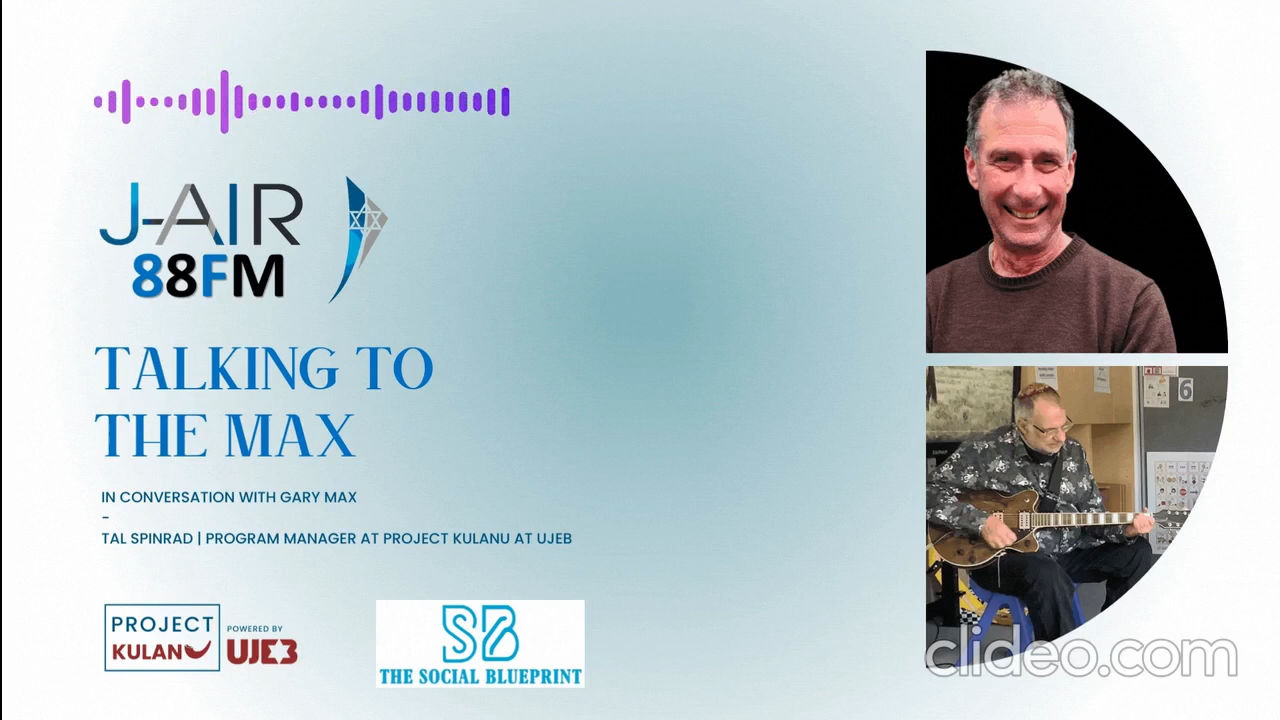 J-AIR
88FM
TALKING TO
THE MAX
IN CONVERSATION WITH GARY MAX
-
TAL SPINRAD | PROGRAM MANAGER AT PROJECT KULANU AT UJEB
PROJECT
KULANU
POWERED BY
UJEB
SB
THE SOCIAL BLUEPRINT
6
clideo.com